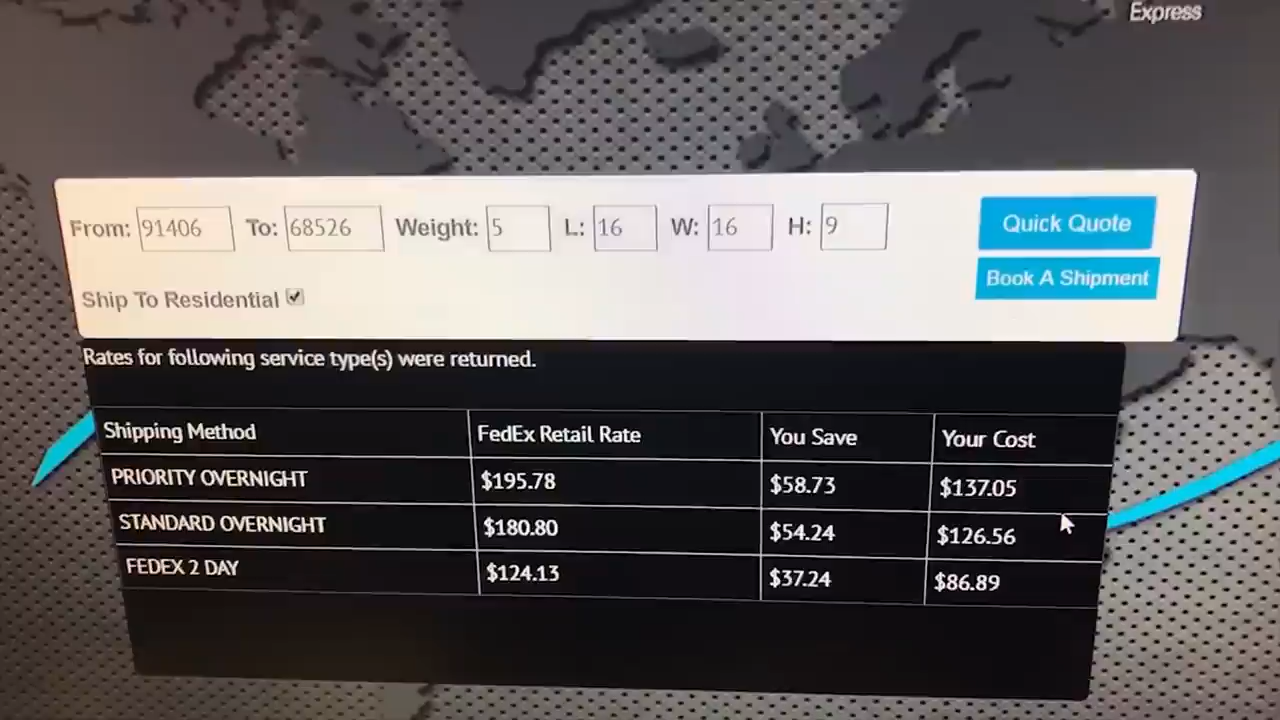 Express
From: 91406 To: 68526 Weight: 5 L: 16 W: 16 H: 9 Quick Quote
Book A Shipment
Ship To Residential
Rates for following service type(s) were returned.
Shipping Method FedEx Retail Rate You Save Your Cost
PRIORITY OVERNIGHT $195.78 $58.73 $137.05
STANDARD OVERNIGHT $180.80 $54.24 $126.56
FEDEX 2 DAY $124.13 $37.24 $86.89